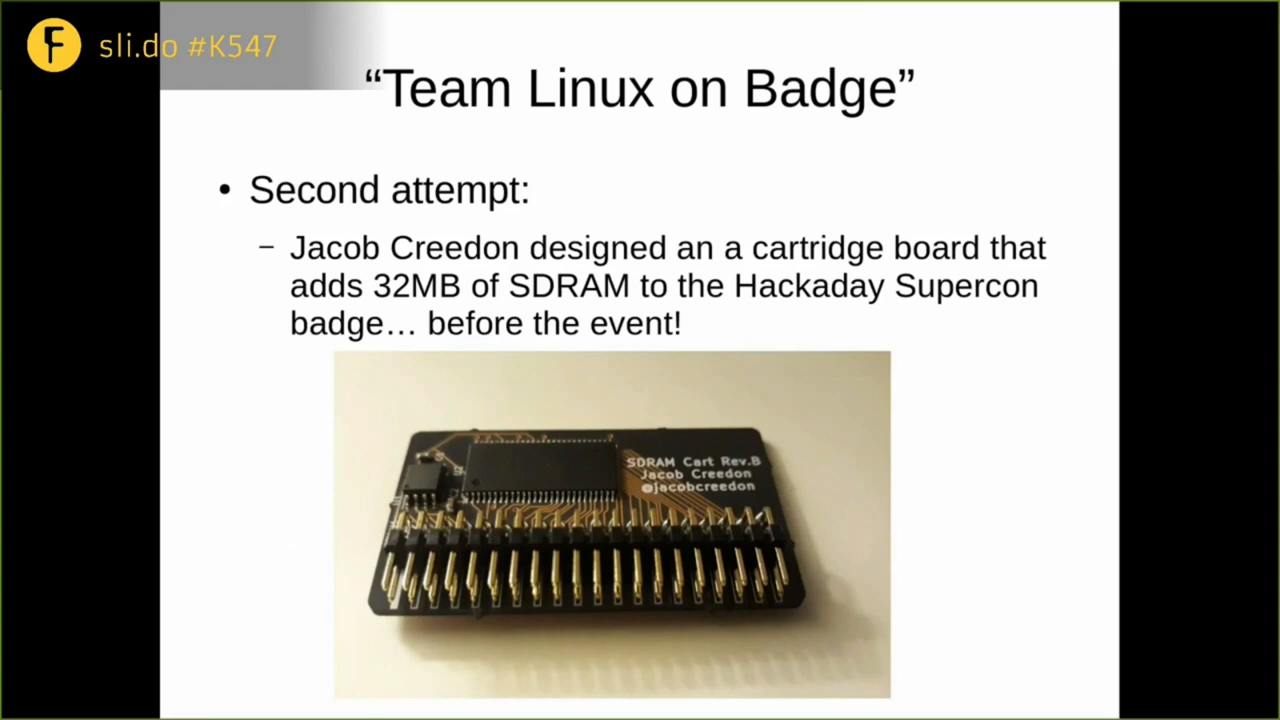 sli.do #K547
“Team Linux on Badge”
• Second attempt:
– Jacob Creedon designed an a cartridge board that
adds 32MB of SDRAM to the Hackaday Supercon
badge… before the event!
SDRAM Cart Rev.B
Jacob Creedon
@jacobcreedon